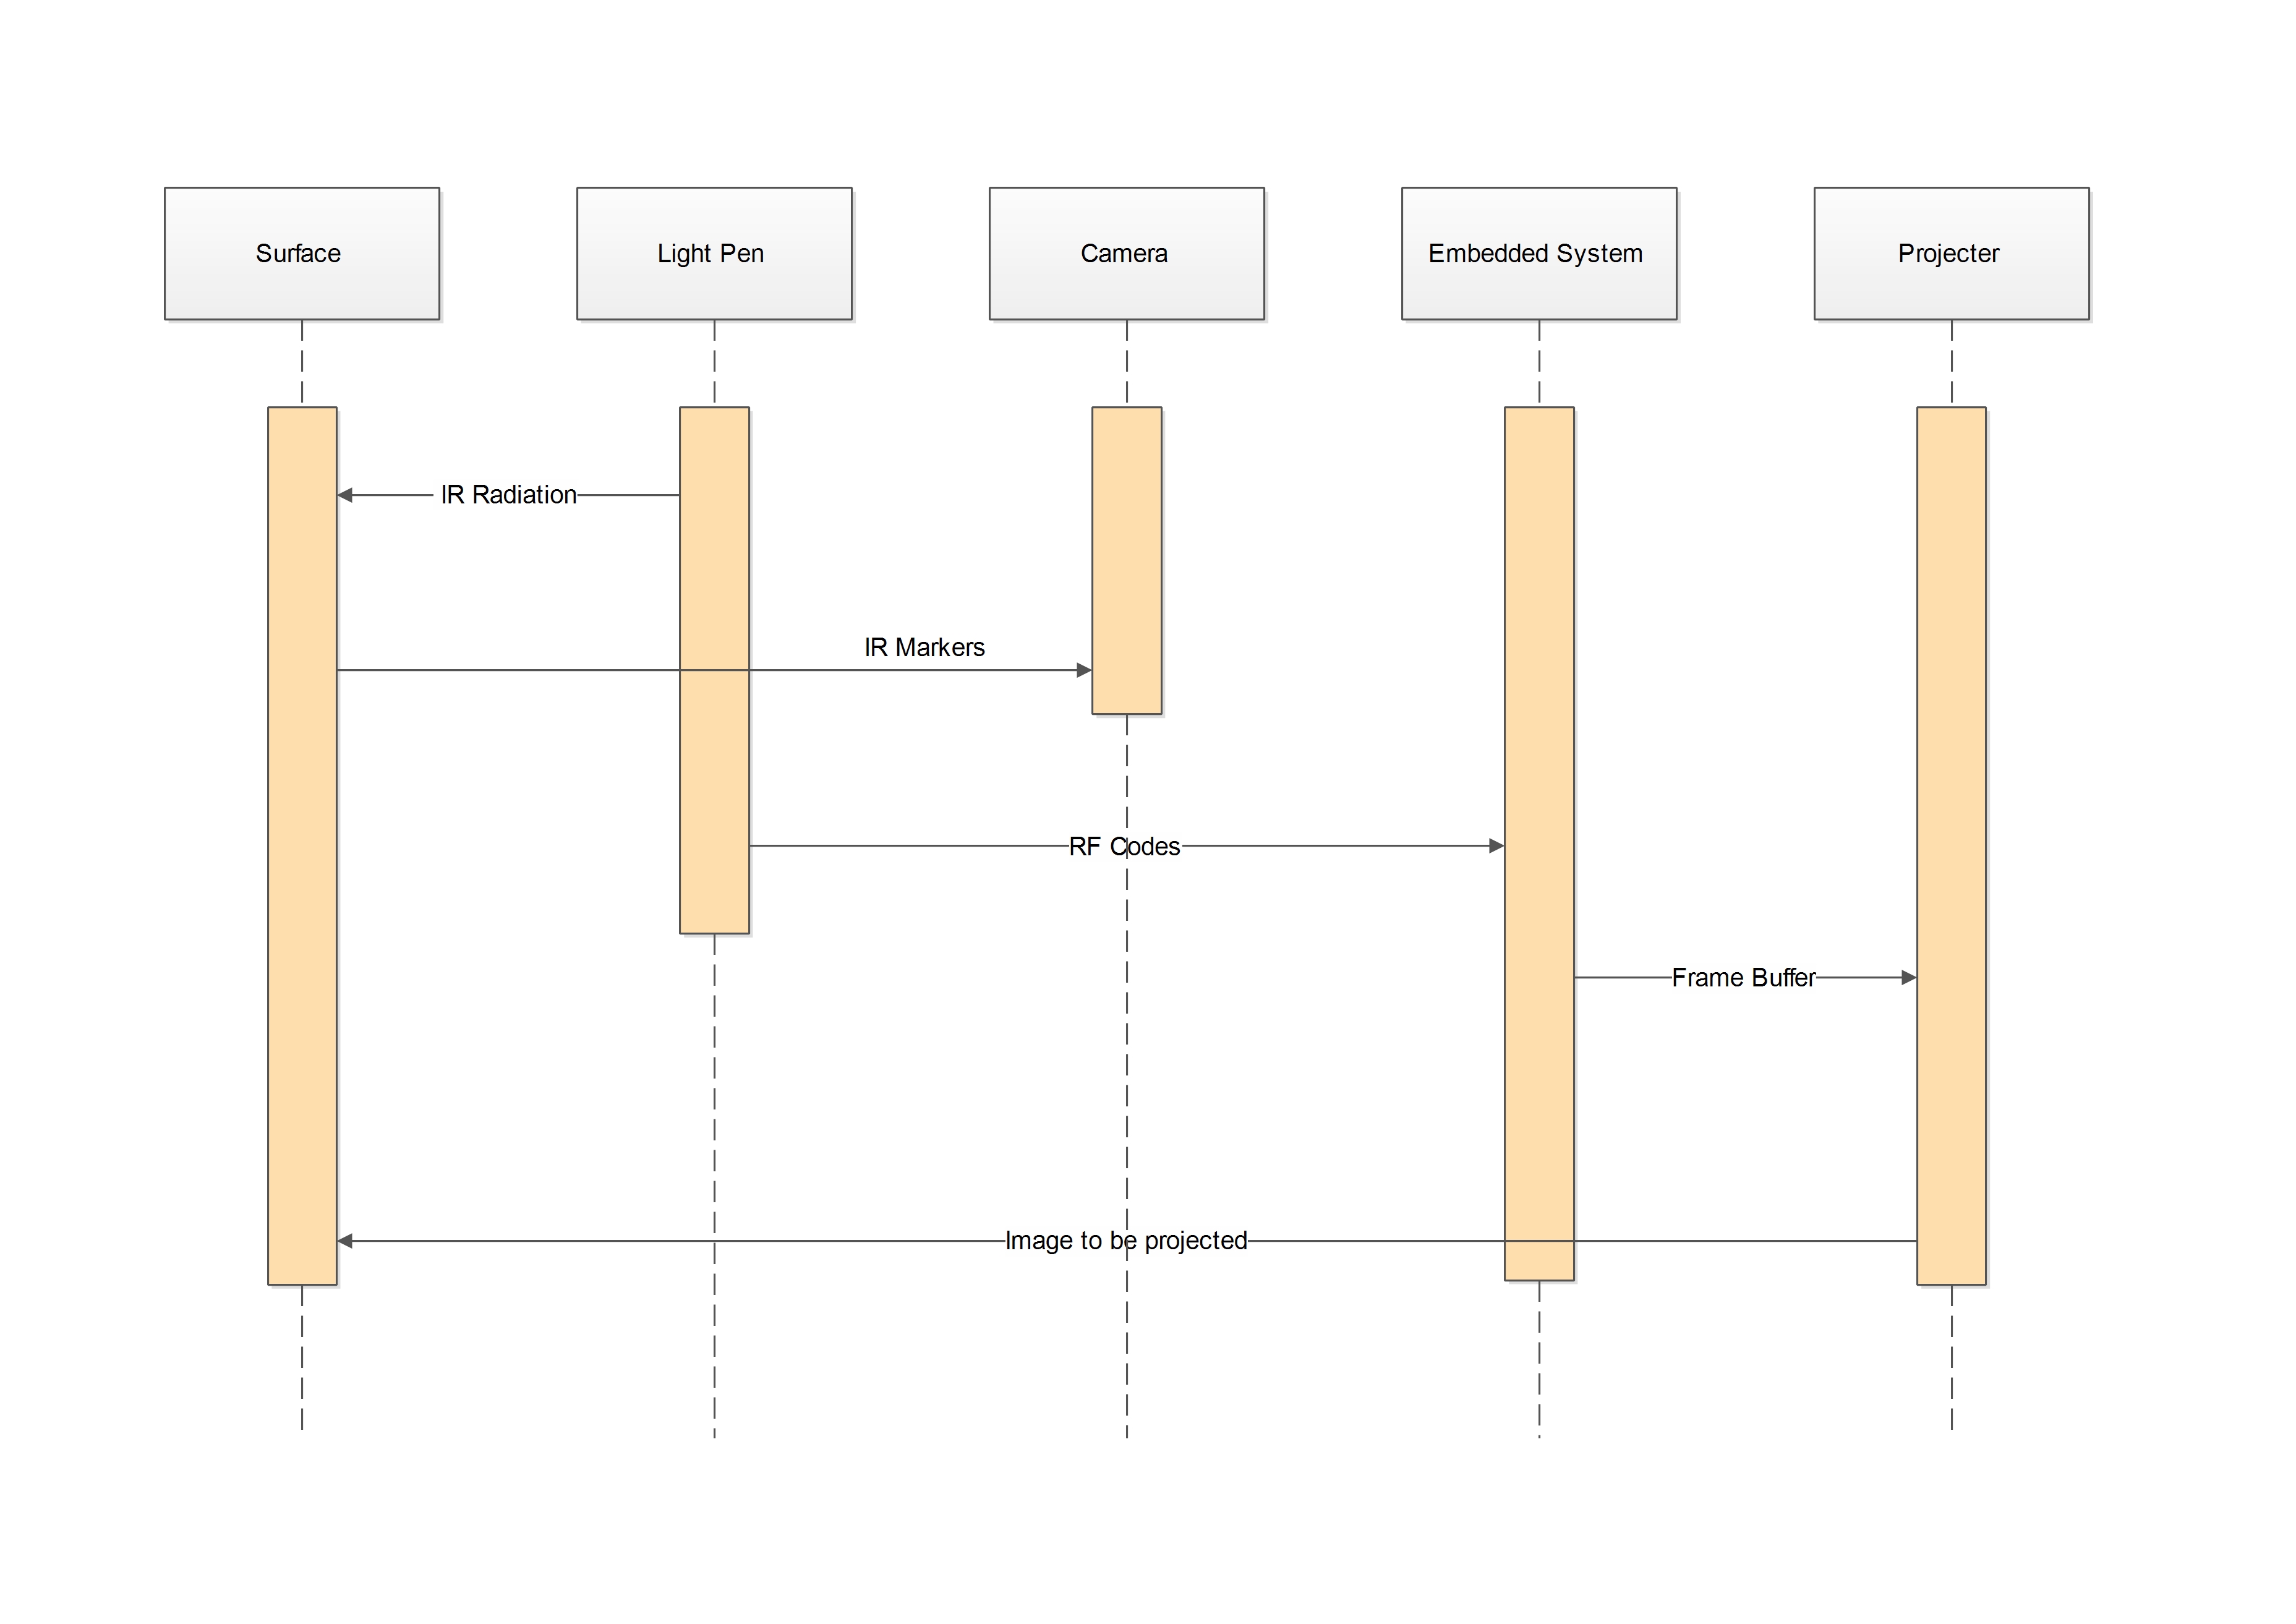 Surface
Light Pen
Camera
Embedded System
Projecter
IR Radiation
IR Markers
RF Codes
Frame Buffer
Image to be projected